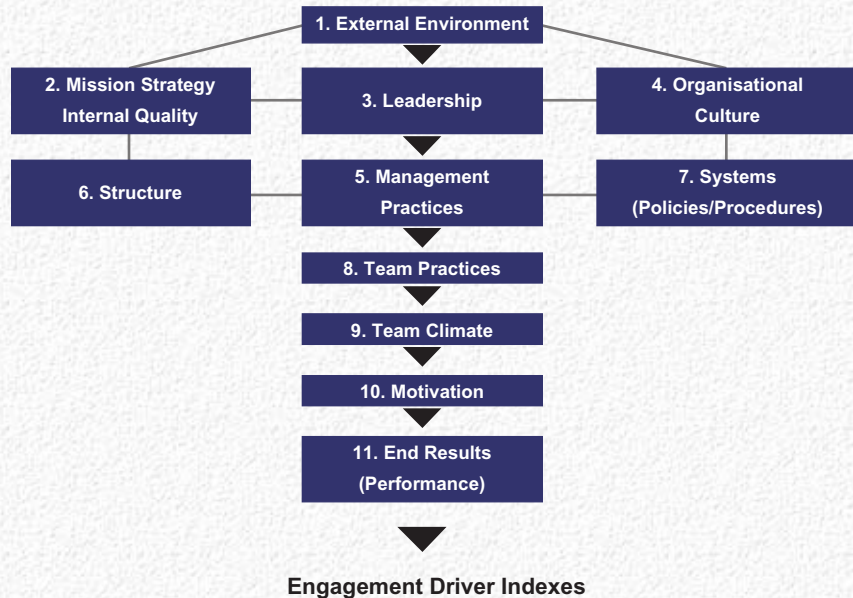 1. External Environment
2. Mission Strategy
Internal Quality
3. Leadership
4. Organisational
Culture
6. Structure
5. Management
Practices
7. Systems
(Policies/Procedures)
8. Team Practices
9. Team Climate
10. Motivation
11. End Results
(Performance)
Engagement Driver Indexes